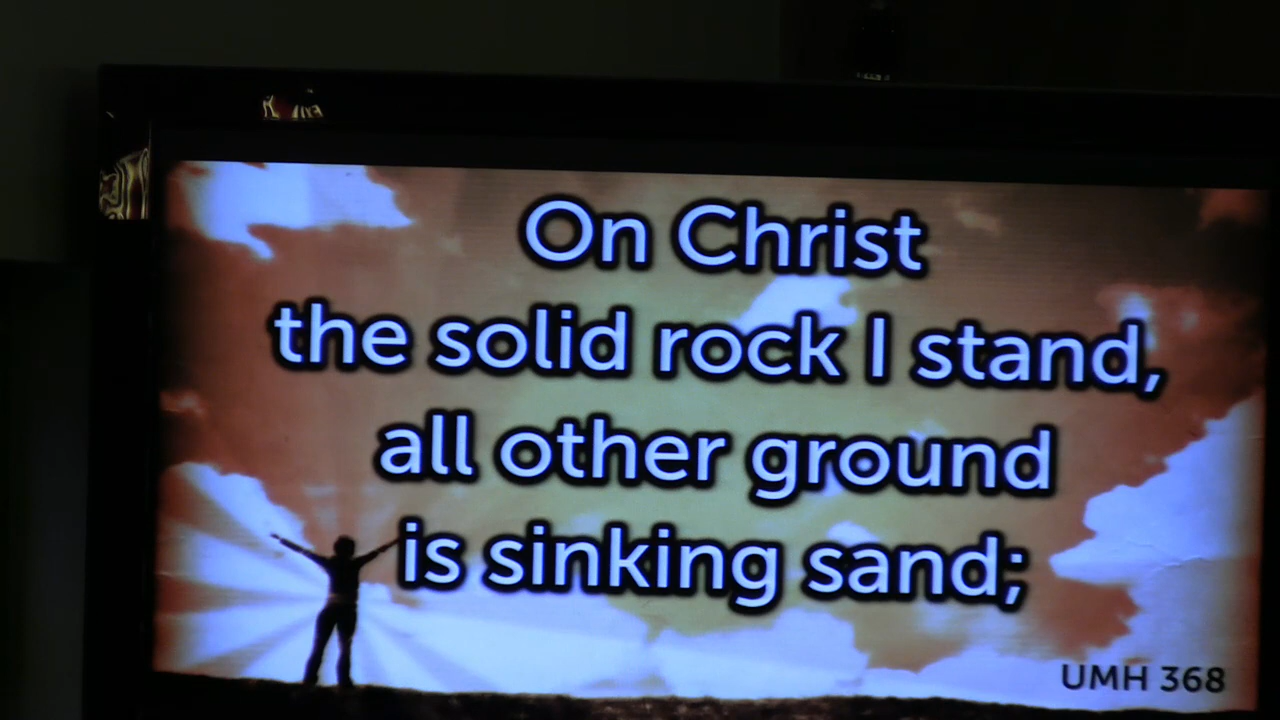 On Christ
the solid rock I stand,
all other ground
is sinking sand;
UMH 368